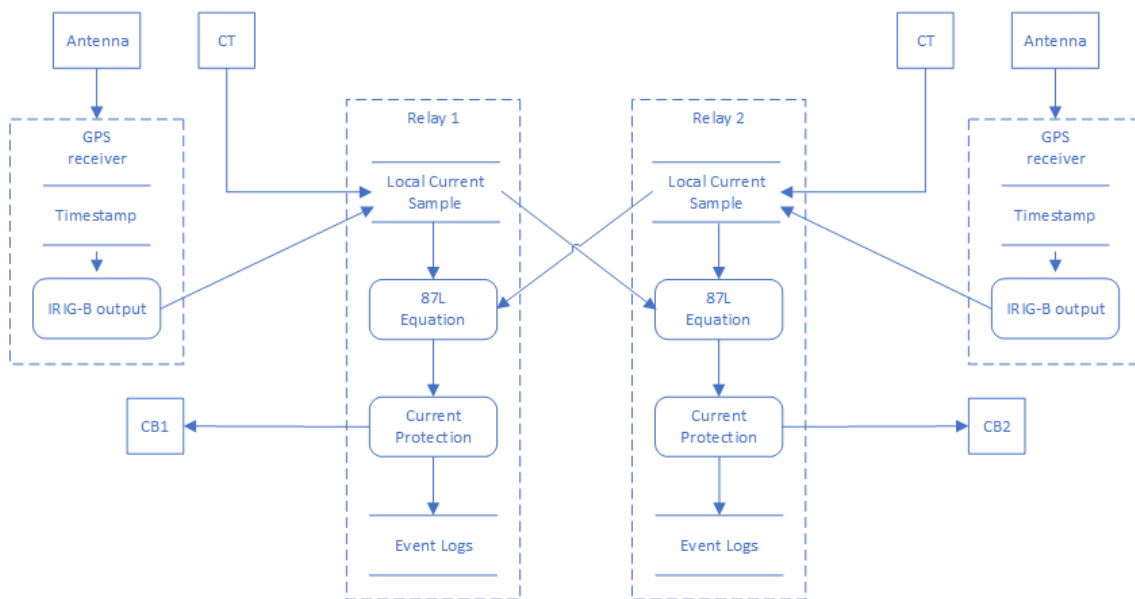 Antenna
CT
CT
Antenna
GPS
receiver
Timestamp
IRIG-B output
Relay 1
Local Current
Sample
87L
Equation
Current
Protection
Event Logs
CB1
Relay 2
Local Current
Sample
87L
Equation
Current
Protection
Event Logs
CB2
GPS
receiver
Timestamp
IRIG-B output